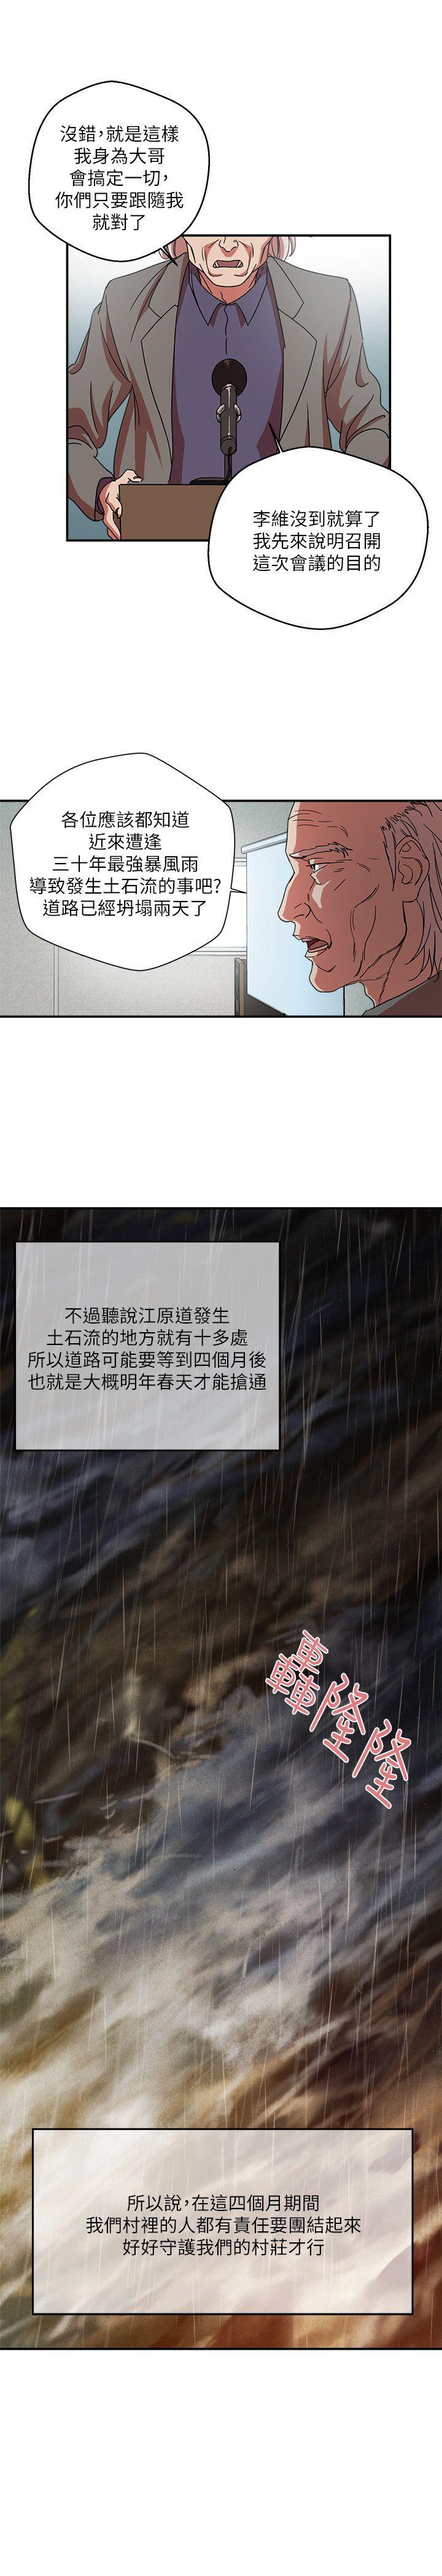 沒錯，就是這樣
我身為大哥
會搞定一切，
你們只要跟隨我
就對了
李維沒到就算了
我先來說明召開
這次會議的目的
各位應該都知道
近來遭逢
三十年最強暴風雨
導致發生土石流的事吧？
道路已經坍塌兩天了
不過聽說江原道發生
土石流的地方就有十多處
所以道路可能要等到四個月後
也就是大概明年春天才能搶通
轟轟隆隆
所以說，在這四個月期間
我們村裡的人都有責任要團結起來
好好守護我們的村莊才行